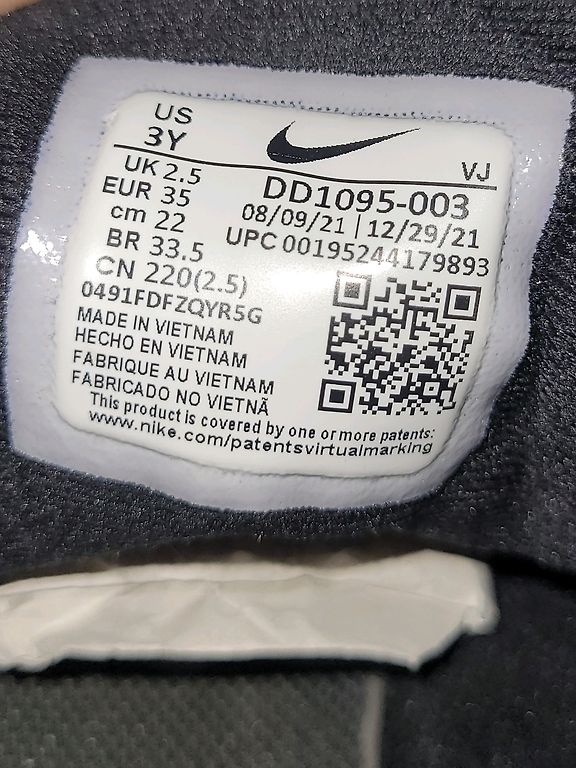 US
3Y
VJ
UK 2.5
EUR 35
cm 22
BR 33.5
CN 220(2.5)
DD1095-003
08/09/21 | 12/29/21
UPC 00195244179893
0491FDFZQYR5G
MADE IN VIETNAM
HECHO EN VIETNAM
FABRIQUE AU VIETNAM
FABRICADO NO VIETNÃ
This product is covered by one or more patents:
www.nike.com/patentsvirtualmarking